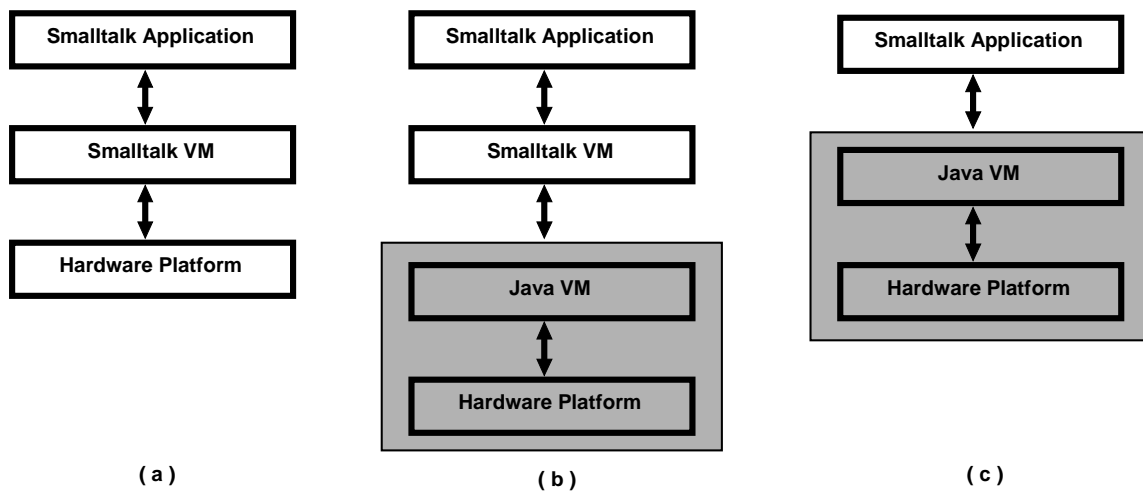 Smalltalk Application
Smalltalk VM
Hardware Platform
( a )
Smalltalk Application
Smalltalk VM
Java VM
Hardware Platform
( b )
Smalltalk Application
Java VM
Hardware Platform
( c )